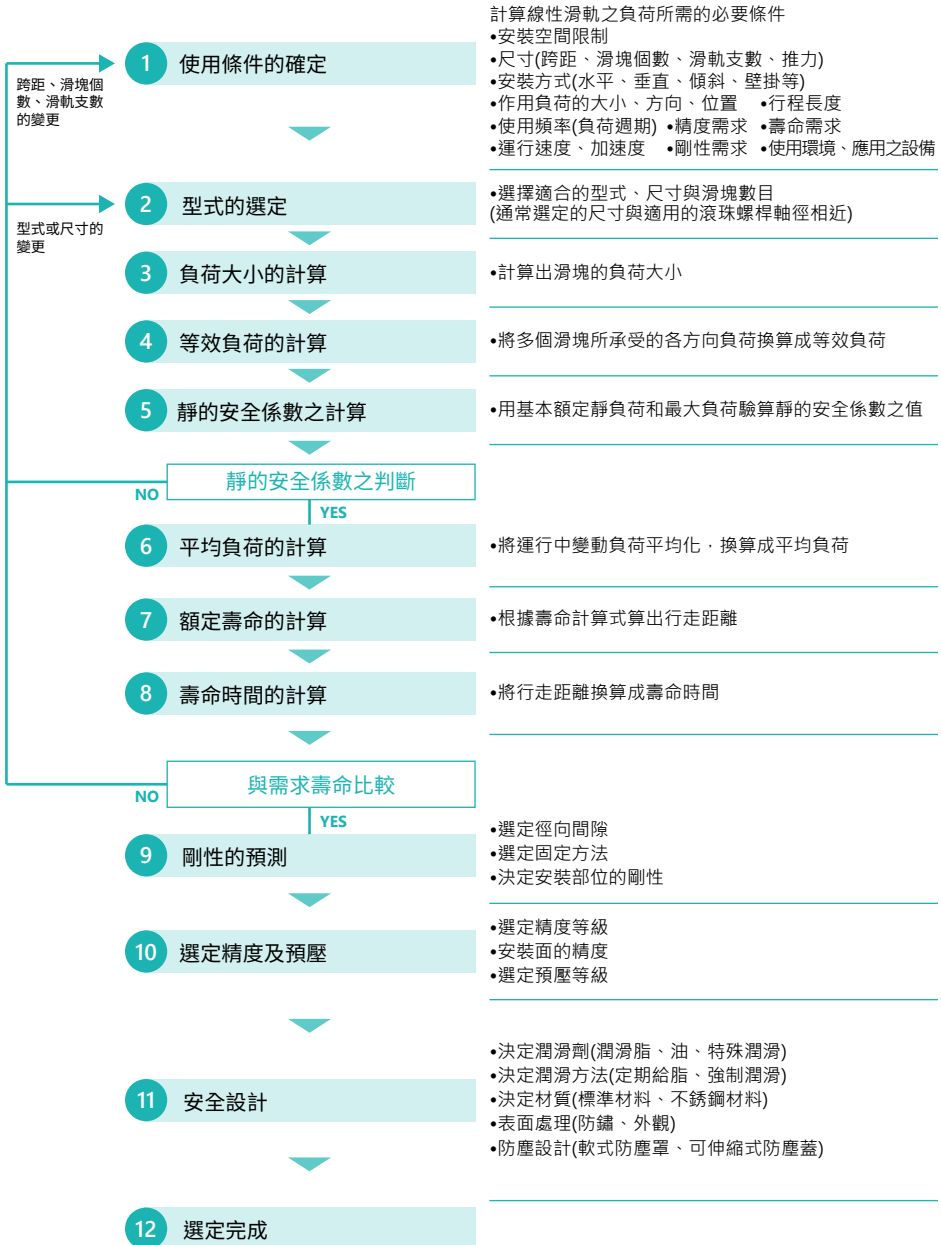 計算線性滑軌之負荷所需的必要條件
•安裝空間限制
•尺寸(跨距、滑塊個數、滑軌支數、推力)
•安裝方式(水平、垂直、傾斜、壁掛等)
•作用負荷的大小、方向、位置 •行程長度
•使用頻率(負荷週期) •精度需求 •壽命需求
•運行速度、加速度 •剛性需求 •使用環境、應用之設備
1 使用條件的確定
跨距、滑塊個
數、滑軌支數
的變更
2 型式的選定
•選擇適合的型式、尺寸與滑塊數目
(通常選定的尺寸與適用的滾珠螺桿軸徑相近)
型式或尺寸的
變更
3 負荷大小的計算
•計算出滑塊的負荷大小
4 等效負荷的計算
•將多個滑塊所承受的各方向負荷換算成等效負荷
5 靜的安全係數之計算
•用基本額定靜負荷和最大負荷驗算靜的安全係數之值
靜的安全係數之判斷
NO
YES
6 平均負荷的計算
•將運行中變動負荷平均化，換算成平均負荷
7 額定壽命的計算
•根據壽命計算式算出行走距離
8 壽命時間的計算
•將行走距離換算成壽命時間
與需求壽命比較
NO
YES
9 剛性的預測
•選定徑向間隙
•選定固定方法
•決定安裝部位的剛性
10 選定精度及預壓
•選定精度等級
•安裝面的精度
•選定預壓等級
11 安全設計
•決定潤滑劑(潤滑脂、油、特殊潤滑)
•決定潤滑方法(定期給脂、強制潤滑)
•決定材質(標準材料、不銹鋼材料)
•表面處理(防鏽、外觀)
•防塵設計(軟式防塵罩、可伸縮式防塵蓋)
12 選定完成